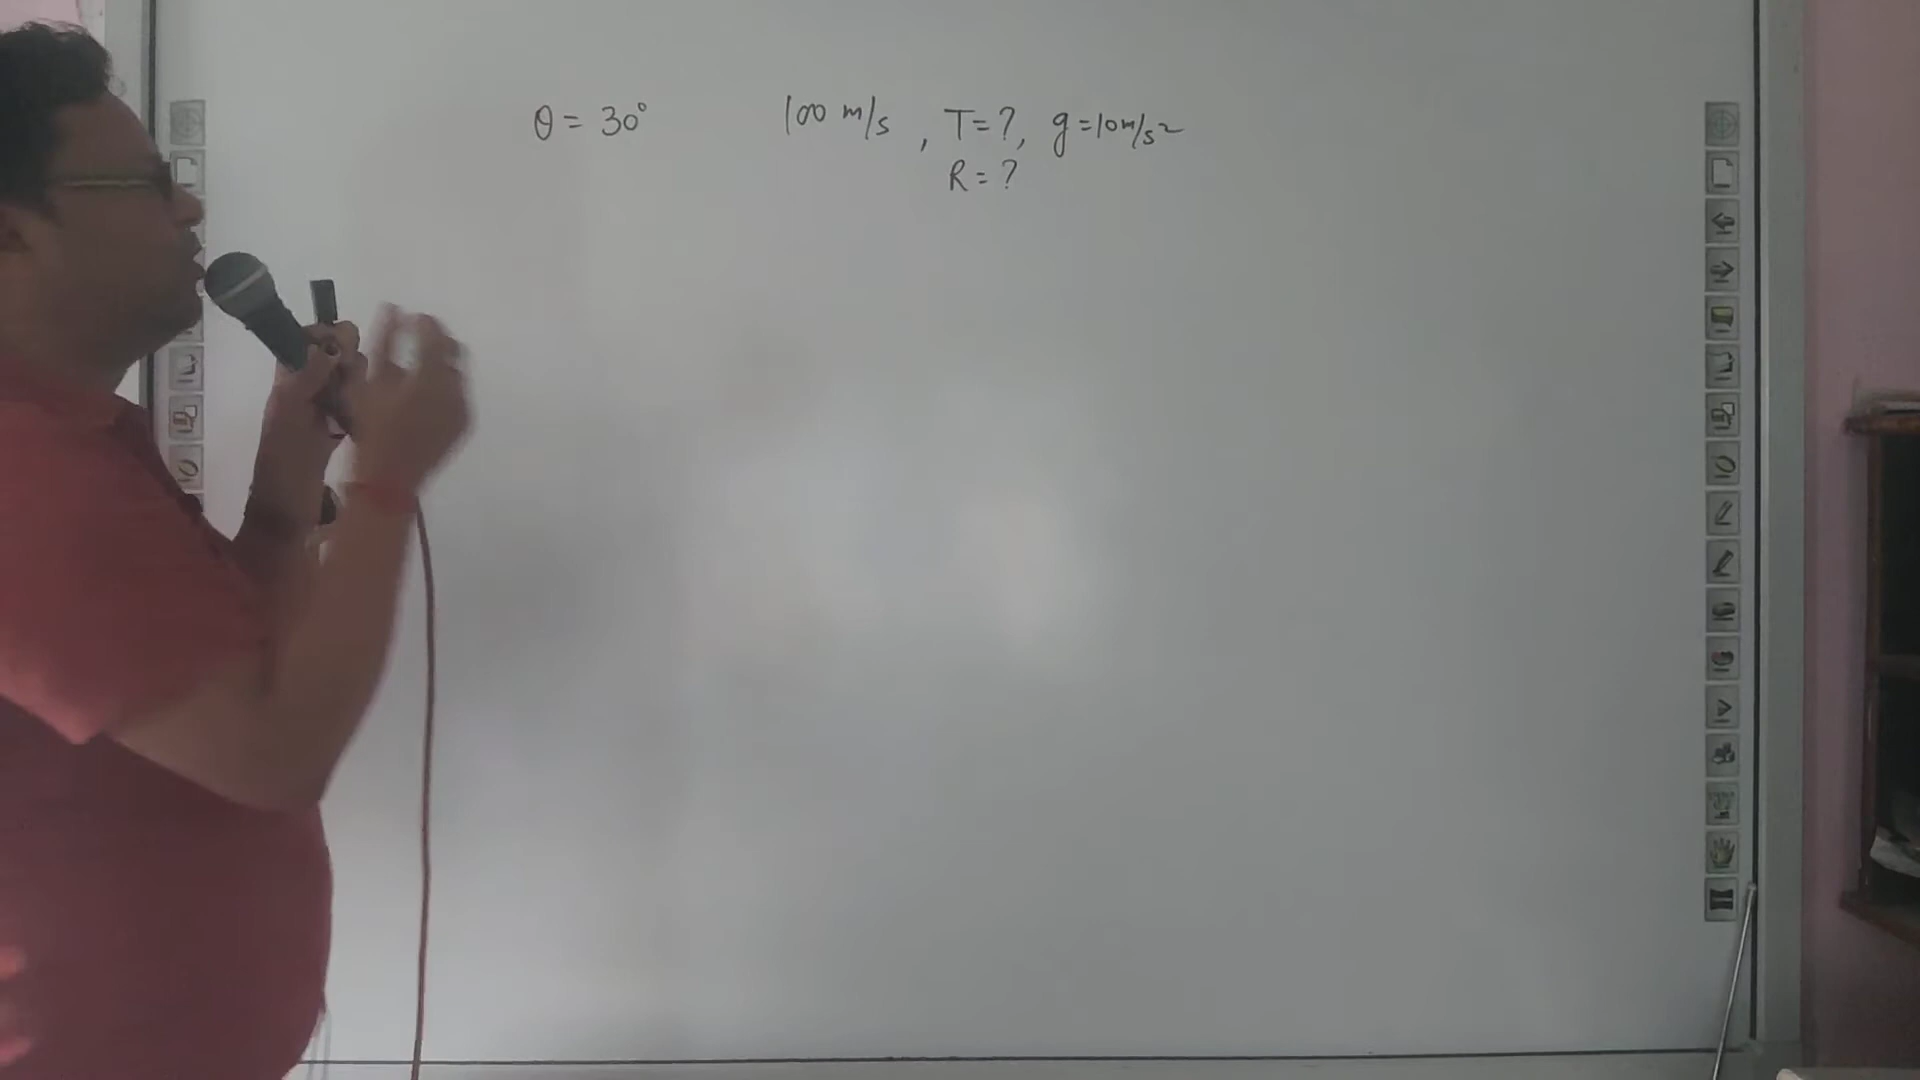 θ = 30° 100 m/s , T = ?, g = 10 m/s²
R = ?